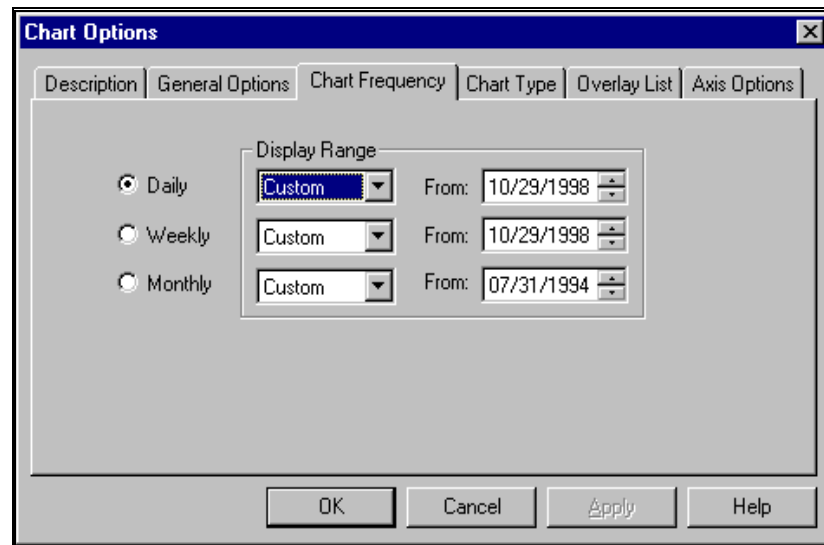 Chart Options
Description General Options Chart Frequency Chart Type Overlay List Axis Options
Display Range
Daily Custom From: 10/29/1998
Weekly Custom From: 10/29/1998
Monthly Custom From: 07/31/1994
OK Cancel Apply Help